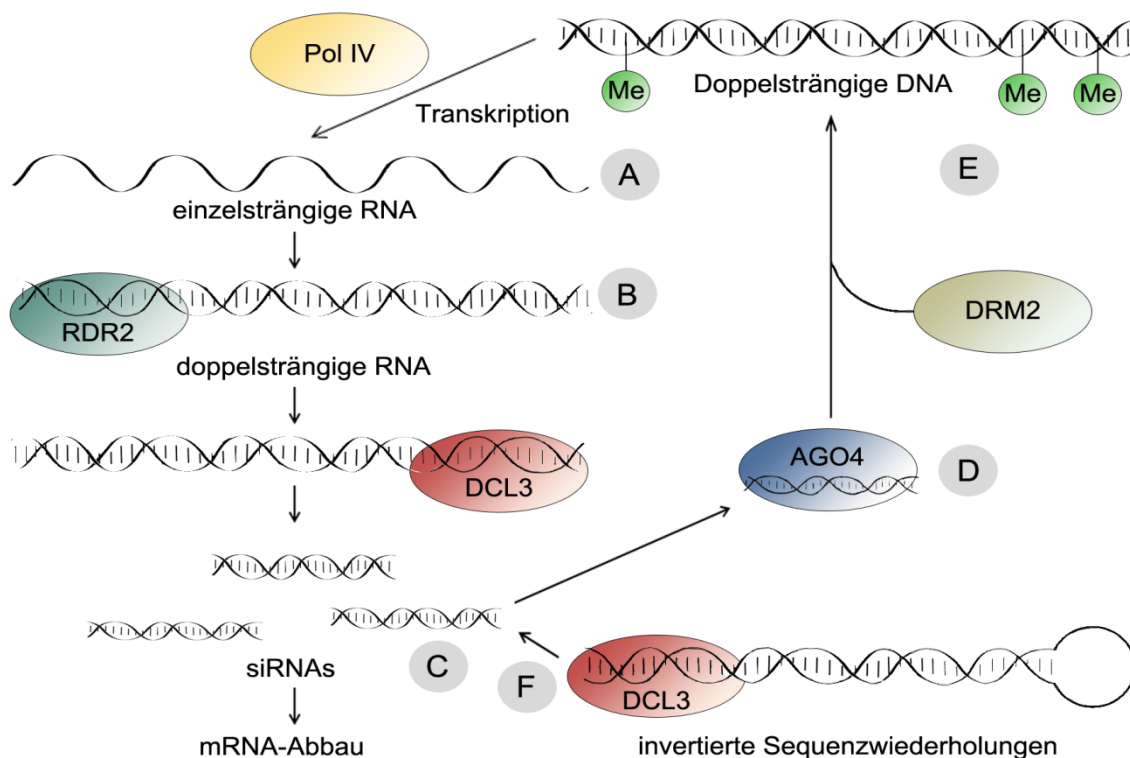 Pol IV
Me
Doppelsträngige DNA
Me
Me
Transkription
A
E
einzelsträngige RNA
B
RDR2
DRM2
doppelsträngige RNA
AGO4
D
DCL3
C
siRNAs
F
DCL3
mRNA-Abbau
invertierte Sequenzwiederholungen